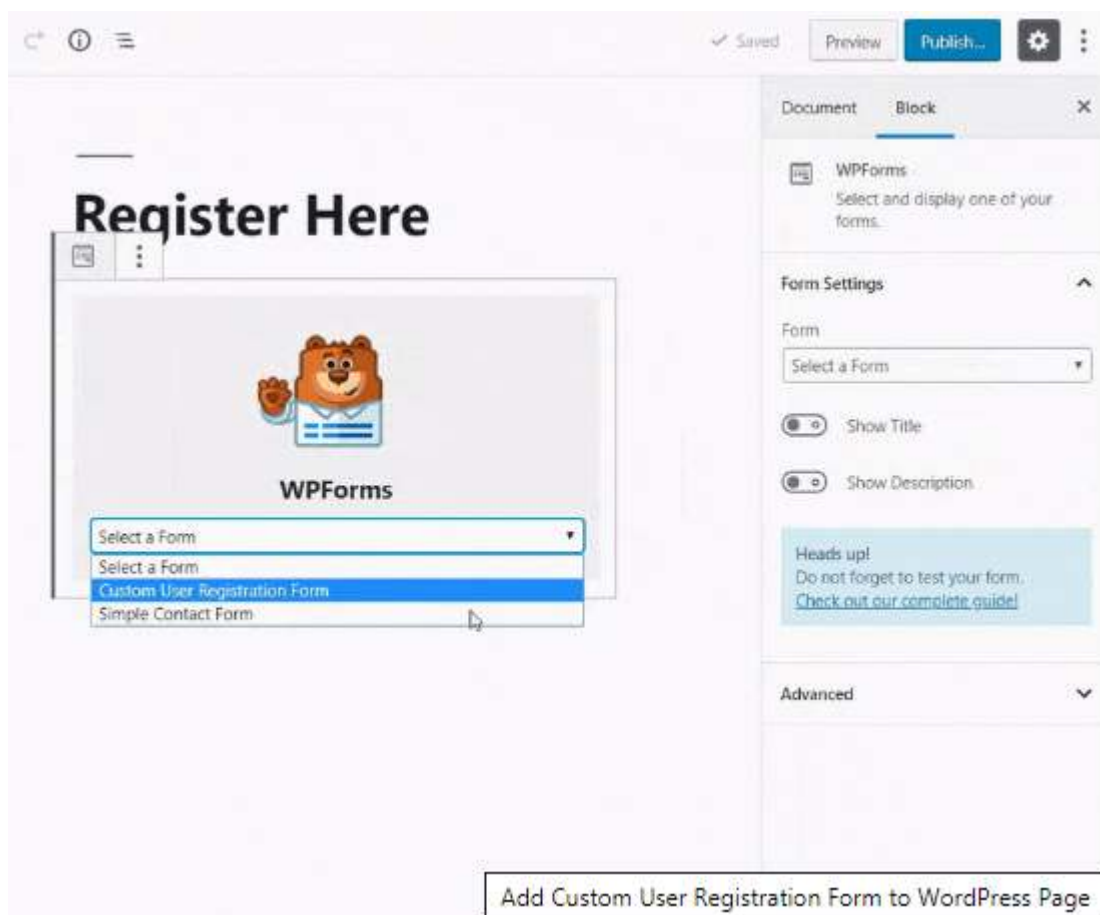 Saved
Preview
Publish...
Document
Block
WPForms
Select and display one of your
forms.
Register Here
Form Settings
Form
Select a Form
Show Title
Show Description
WPForms
Select a Form
Select a Form
Custom User Registration Form
Simple Contact Form
Heads up!
Do not forget to test your form.
Check out our complete guide!
Advanced
Add Custom User Registration Form to WordPress Page